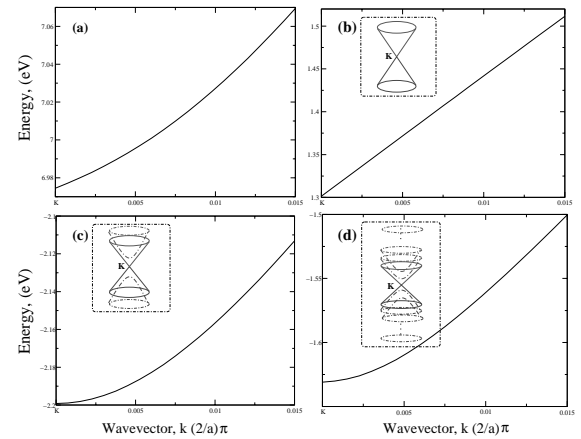 7.06
7.04
7.02
7
6.98
Energy, (eV)
(a)
K
0.005
0.01
0.015
1.5
1.45
1.4
1.35
1.3
(b)
K
K
0.005
0.01
0.015
-2.1
-2.12
-2.14
-2.16
-2.18
-2.2
Energy, (eV)
(c)
K
K
0.005
0.01
0.015
Wavevector, k (2/a)π
-1.5
-1.55
-1.6
(d)
K
K
0.005
0.01
0.015
Wavevector, k (2/a)π